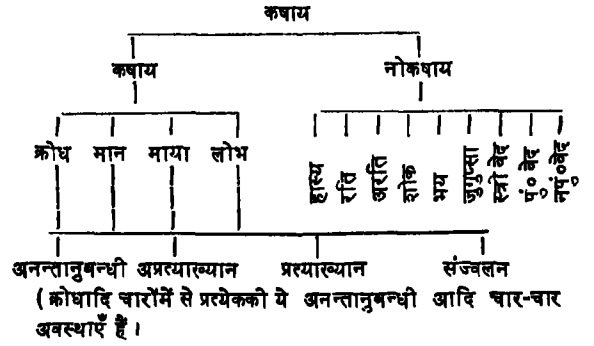 कषाय
कषाय नोकषाय
क्रोध मान माया लोभ
हास्य रति अरति शोक भय जुगुप्सा स्त्री वेद पुं० वेद नपुं०वेद
अनन्तानुबन्धी अप्रत्याख्यान प्रत्याख्यान संज्वलन
(क्रोधादि चारोंमें से प्रत्येकको ये अनन्तानुबन्धी आदि चार-चार
अवस्थाएँ हैं।